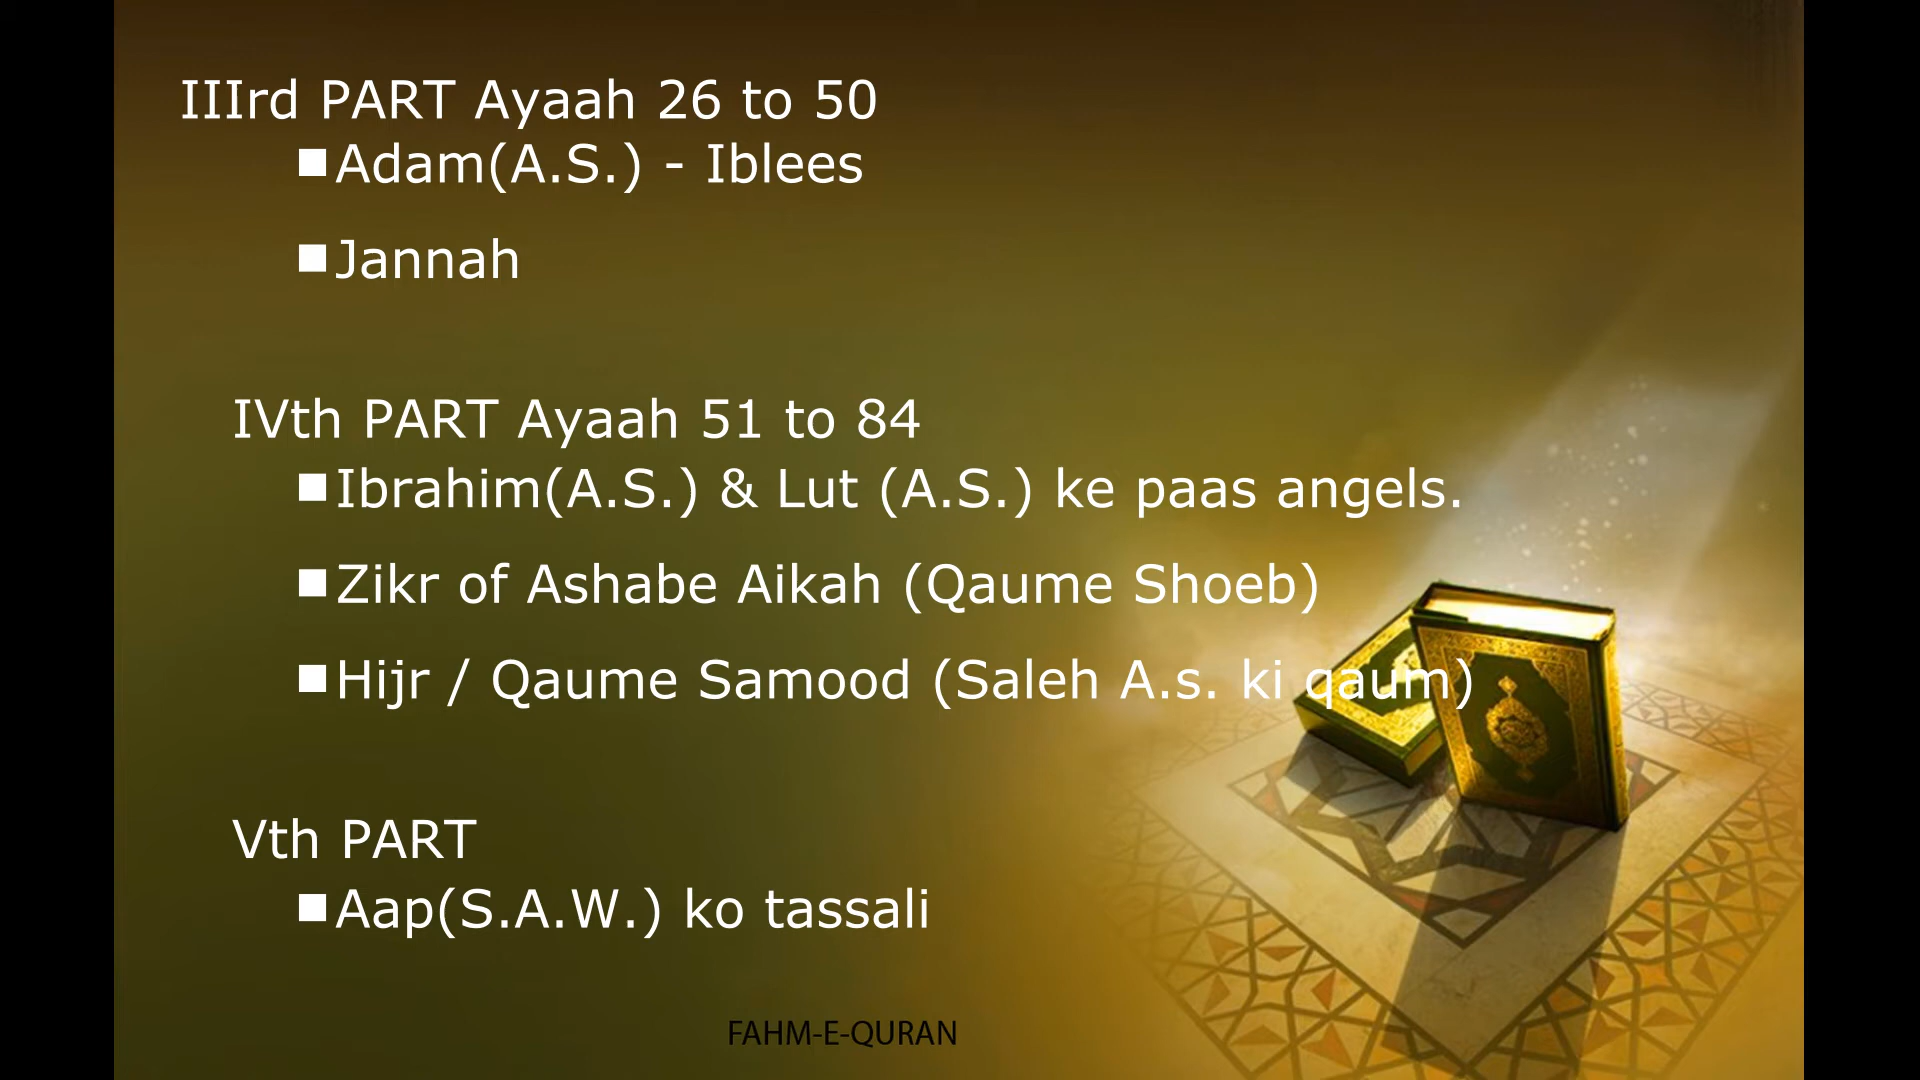 IIIrd PART Ayaah 26 to 50
■Adam(A.S.) - Iblees
■Jannah
IVth PART Ayaah 51 to 84
■Ibrahim(A.S.) & Lut (A.S.) ke paas angels.
■Zikr of Ashabe Aikah (Qaume Shoeb)
■Hijr / Qaume Samood (Saleh A.s. ki qaum)
Vth PART
■Aap(S.A.W.) ko tassali
FAHM-E-QURAN